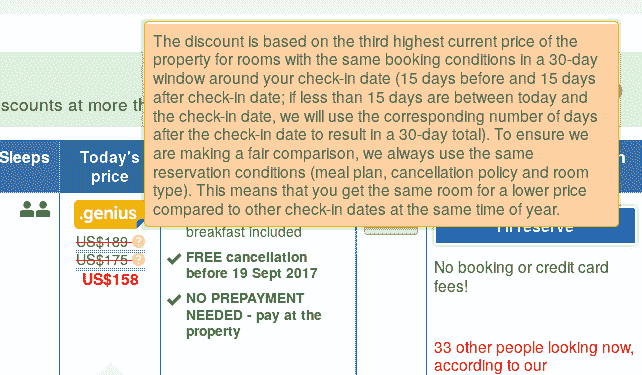 The discount is based on the third highest current price of the
property for rooms with the same booking conditions in a 30-day
window around your check-in date (15 days before and 15 days
after check-in date; if less than 15 days are between today and
the check-in date, we will use the corresponding number of days
after the check-in date to result in a 30-day total). To ensure we
are making a fair comparison, we always use the same
reservation conditions (meal plan, cancellation policy and room
type). This means that you get the same room for a lower price
compared to other check-in dates at the same time of year.
scounts at more th
Sleeps
Today's
price
.genius
US$189 ?
US$175 ?
US$158
breakfast included
FREE cancellation
before 19 Sept 2017
NO PREPAYMENT
NEEDED - pay at the
property
I'll reserve
No booking or credit card
fees!
33 other people looking now,
according to our